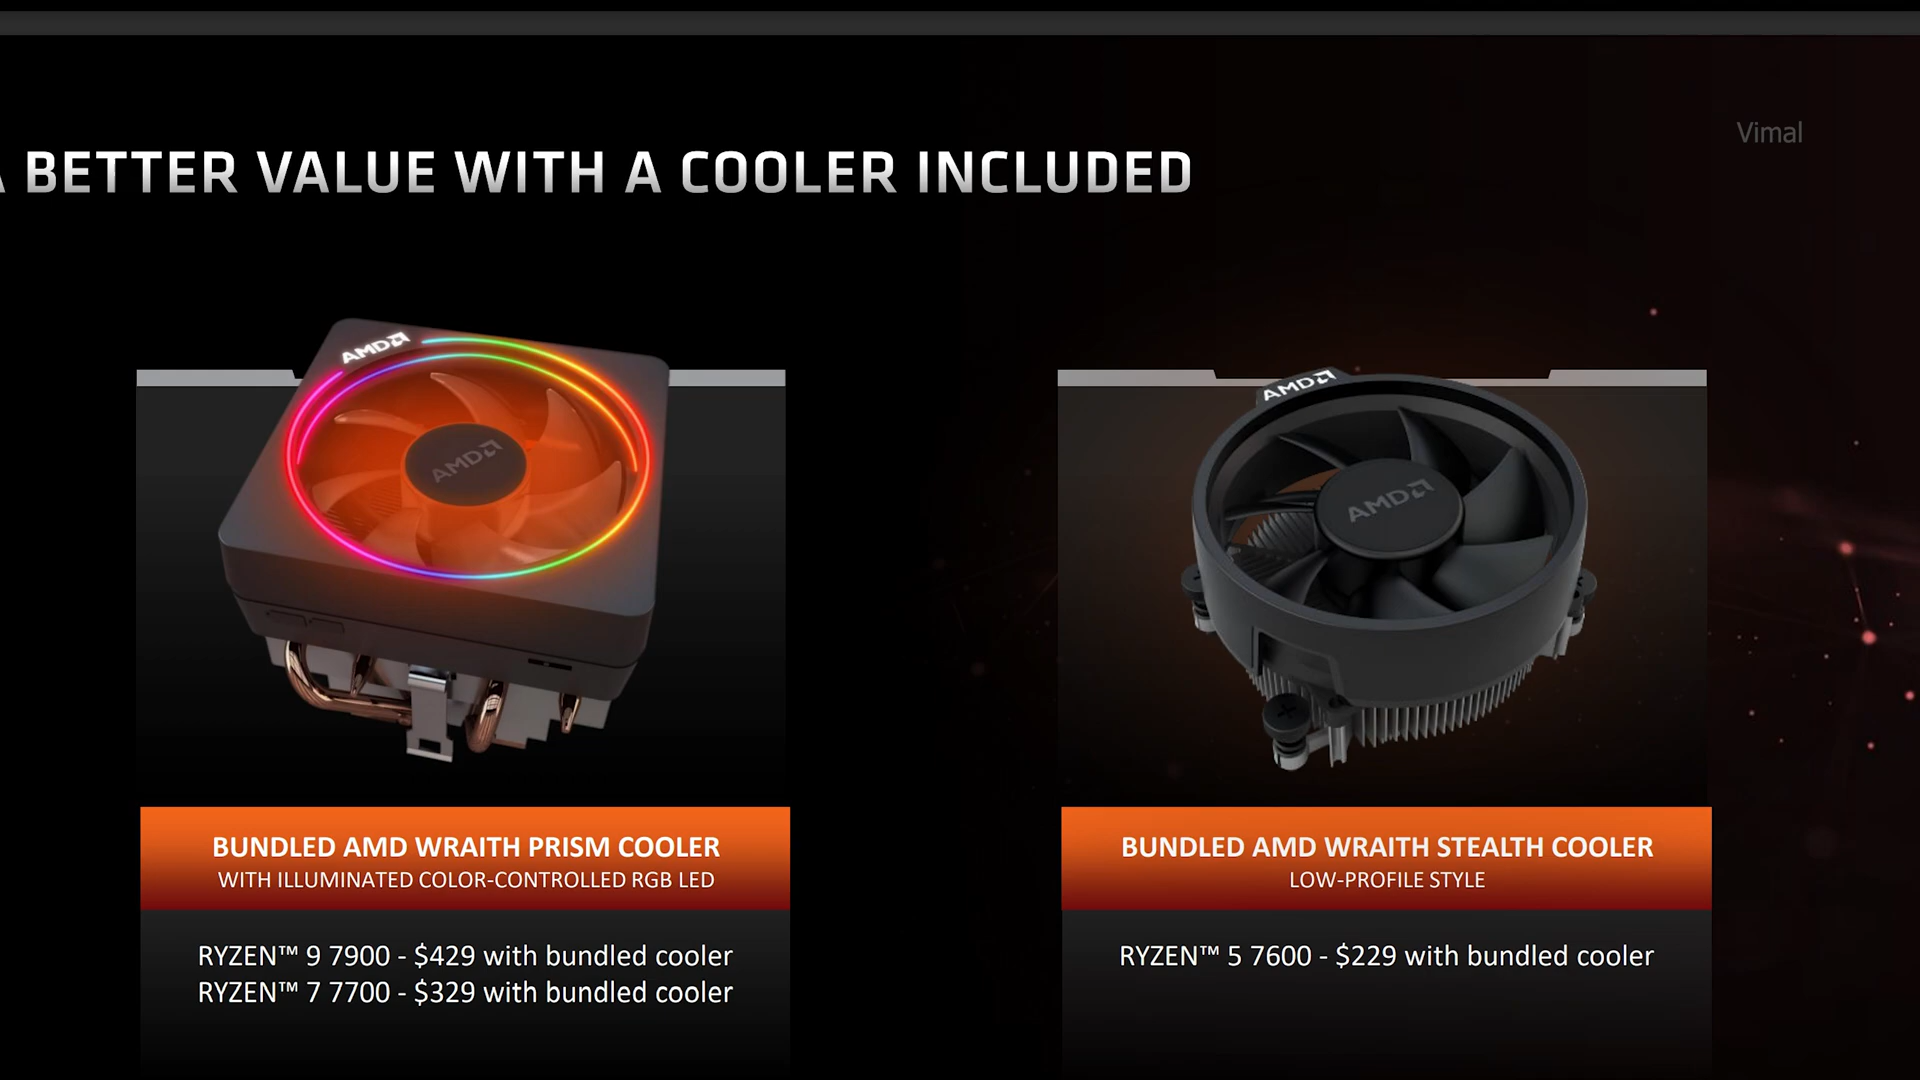 Vimal
A BETTER VALUE WITH A COOLER INCLUDED
AMD
AMD
AMD
AMD
BUNDLED AMD WRAITH PRISM COOLER
WITH ILLUMINATED COLOR-CONTROLLED RGB LED
RYZEN™ 9 7900 - $429 with bundled cooler
RYZEN™ 7 7700 - $329 with bundled cooler
BUNDLED AMD WRAITH STEALTH COOLER
LOW-PROFILE STYLE
RYZEN™ 5 7600 - $229 with bundled cooler